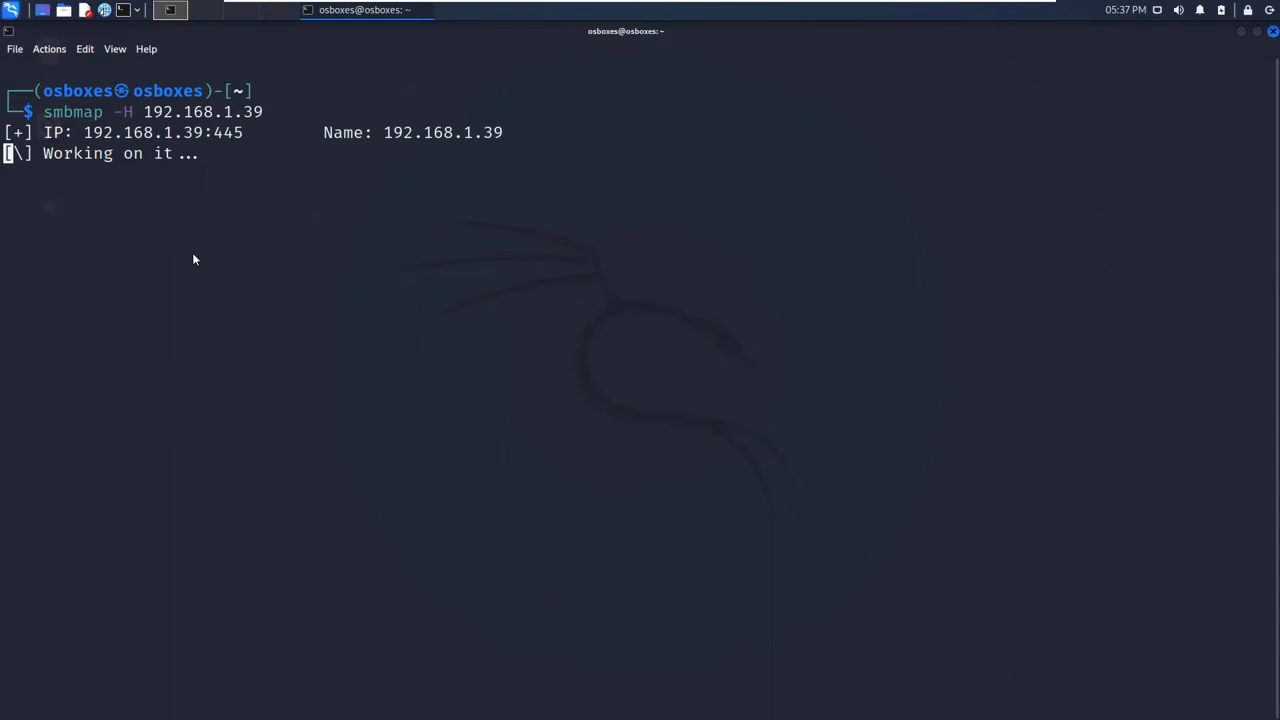 osboxes@osboxes: ~
05:37 PM
osboxes@osboxes: ~
File Actions Edit View Help
┌──(osboxes㉿osboxes)-[~]
└─$ smbmap -H 192.168.1.39
[+] IP: 192.168.1.39:445 Name: 192.168.1.39
[\] Working on it...